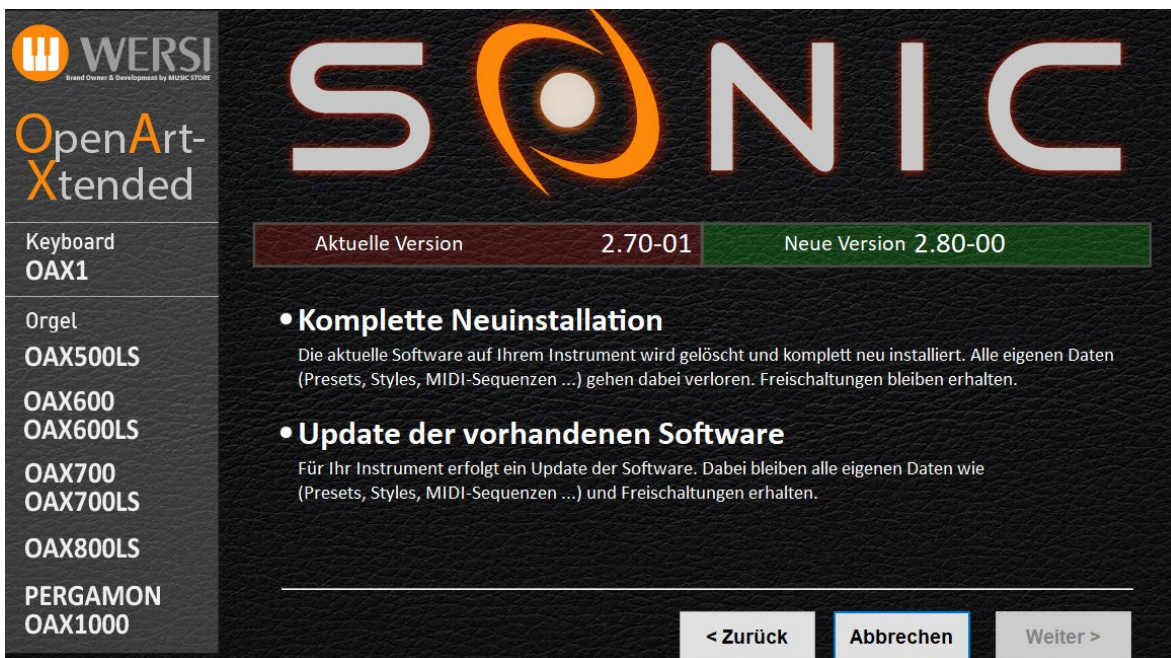 WERSI
Brand Owner & Development by MUSIC STORE
OpenArt-
Xtended
Keyboard
OAX1
Orgel
OAX500LS
OAX600
OAX600LS
OAX700
OAX700LS
OAX800LS
PERGAMON
OAX1000
SONIC
Aktuelle Version 2.70-01 Neue Version 2.80-00
Komplette Neuinstallation
Die aktuelle Software auf Ihrem Instrument wird gelöscht und komplett neu installiert. Alle eigenen Daten
(Presets, Styles, MIDI-Sequenzen ...) gehen dabei verloren. Freischaltungen bleiben erhalten.
Update der vorhandenen Software
Für Ihr Instrument erfolgt ein Update der Software. Dabei bleiben alle eigenen Daten wie
(Presets, Styles, MIDI-Sequenzen ...) und Freischaltungen erhalten.
< Zurück Abbrechen Weiter >